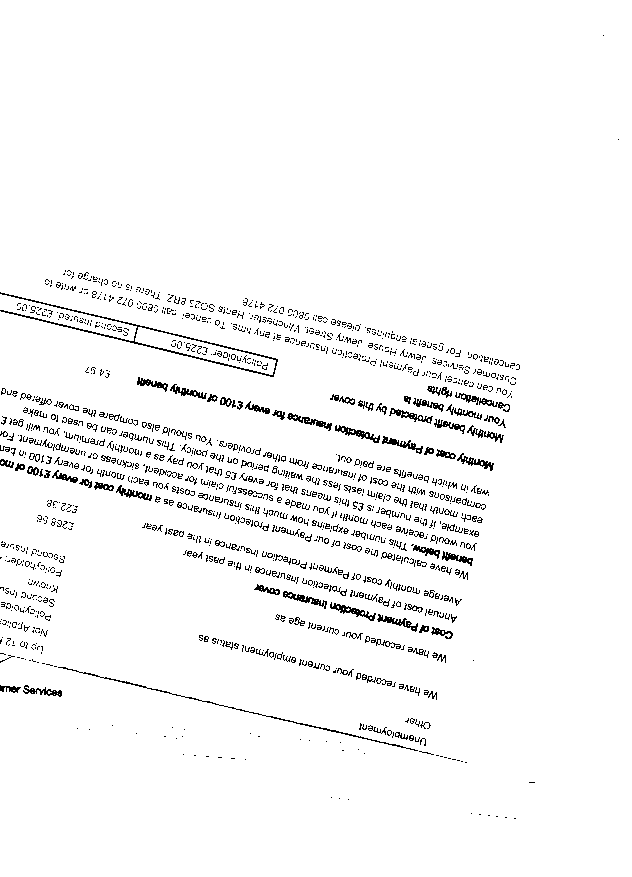 omer Services
Unemployment
Up to 12
Other
Not Applic
We have recorded your current employment status as
Policyholde
Second Insu
Known
We have recorded your current age as
Policyholder,
Second Insure
Cost of Payment Protection Insurance cover
Annual cost of Payment Protection Insurance in the past year
£268.56
Average monthly cost of Payment Protection Insurance in the past year
£22.38
We have calculated the cost of our Payment Protection Insurance as a monthly cost for every £100 of mo
benefit below. This number explains how much this insurance costs you each month for every £100 in ben
you would receive each month if you made a successful claim for accident, sickness or unemployment. For
example, if the number is £5 this means that for every £5 that you pay as a monthly premium, you will get £
each month that the claim lasts less the waiting period on the policy. This number can be used to make
comparisons with the cost of insurance from other providers. You should also compare the cover offered and
way in which benefits are paid out.
Monthly cost of Payment Protection Insurance for every £100 of monthly benefit
£4.97
Monthly benefit protected by this cover
Your monthly benefit is
Policyholder, £225.00
Second Insured, £225.00
Cancellation rights
You can cancel your Payment Protection Insurance at any time. To cancel, call 0800 072 4178 or write to
Customer Services, Jewry House, Jewry Street, Winchester, Hants SO23 8RZ. There is no charge for
cancellation. For general enquiries, please call 0800 072 4178